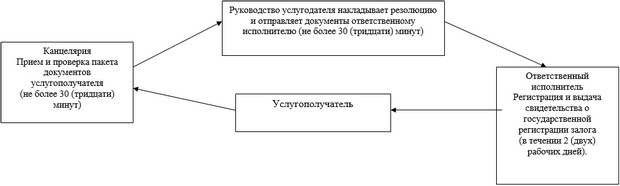 Руководство услугодателя накладывает резолюцию
и отправляет документы ответственному
исполнителю (не более 30 (тридцати) минут)
Канцелярия
Прием и проверка пакета
документов
услугополучателя
(не более 30 (тридцати)
минут)
Услугополучатель
Ответственный
исполнитель
Регистрация и выдача
свидетельства о
государственной
регистрации залога
(в течении 2 (двух)
рабочих дней).